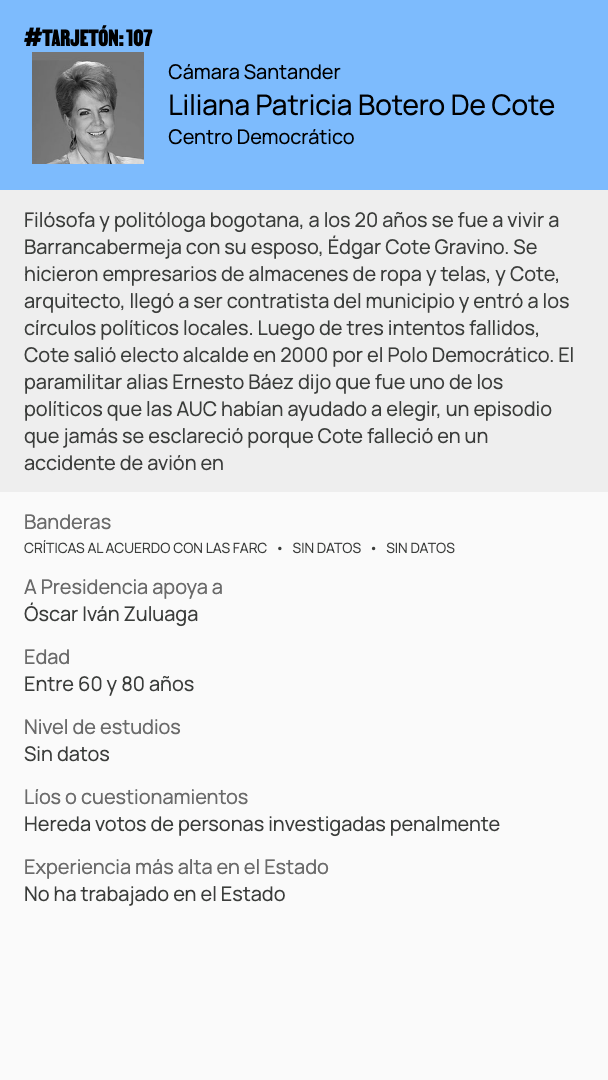 #TARJETÓN: 107
Cámara Santander
Liliana Patricia Botero De Cote
Centro Democrático
Filósofa y politóloga bogotana, a los 20 años se fue a vivir a
Barrancabermeja con su esposo, Édgar Cote Gravino. Se
hicieron empresarios de almacenes de ropa y telas, y Cote,
arquitecto, llegó a ser contratista del municipio y entró a los
círculos políticos locales. Luego de tres intentos fallidos,
Cote salió electo alcalde en 2000 por el Polo Democrático. El
paramilitar alias Ernesto Báez dijo que fue uno de los
políticos que las AUC habían ayudado a elegir, un episodio
que jamás se esclareció porque Cote falleció en un
accidente de avión en
Banderas
CRÍTICAS AL ACUERDO CON LAS FARC • SIN DATOS • SIN DATOS
A Presidencia apoya a
Óscar Iván Zuluaga
Edad
Entre 60 y 80 años
Nivel de estudios
Sin datos
Líos o cuestionamientos
Hereda votos de personas investigadas penalmente
Experiencia más alta en el Estado
No ha trabajado en el Estado